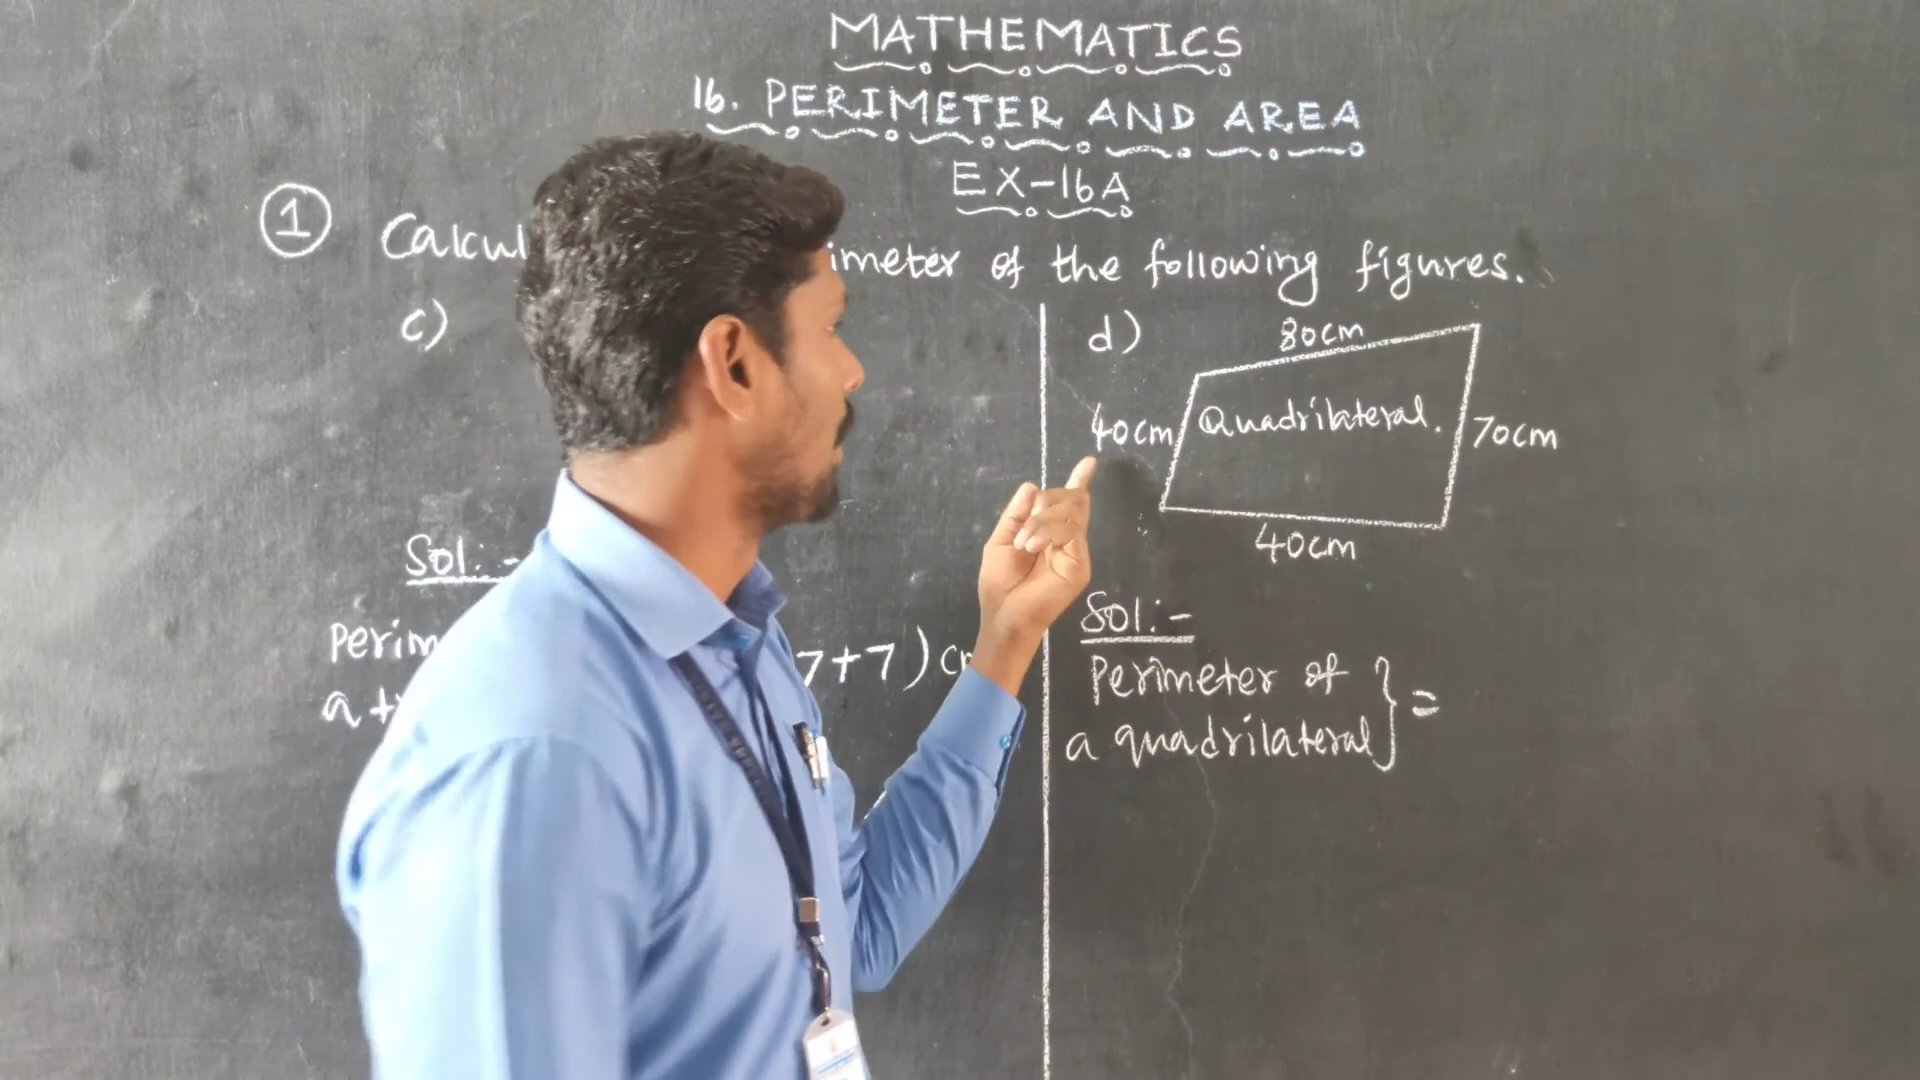 MATHEMATICS
16. PERIMETER AND AREA
EX-16A
1 Calcul imeter of the following figures.
c)
Sol:-
Perim 7+7) c
a
d)
80cm
40cm
Quadrilateral.
70cm
40cm
Sol:-
Perimeter of
a quadrilateral } =